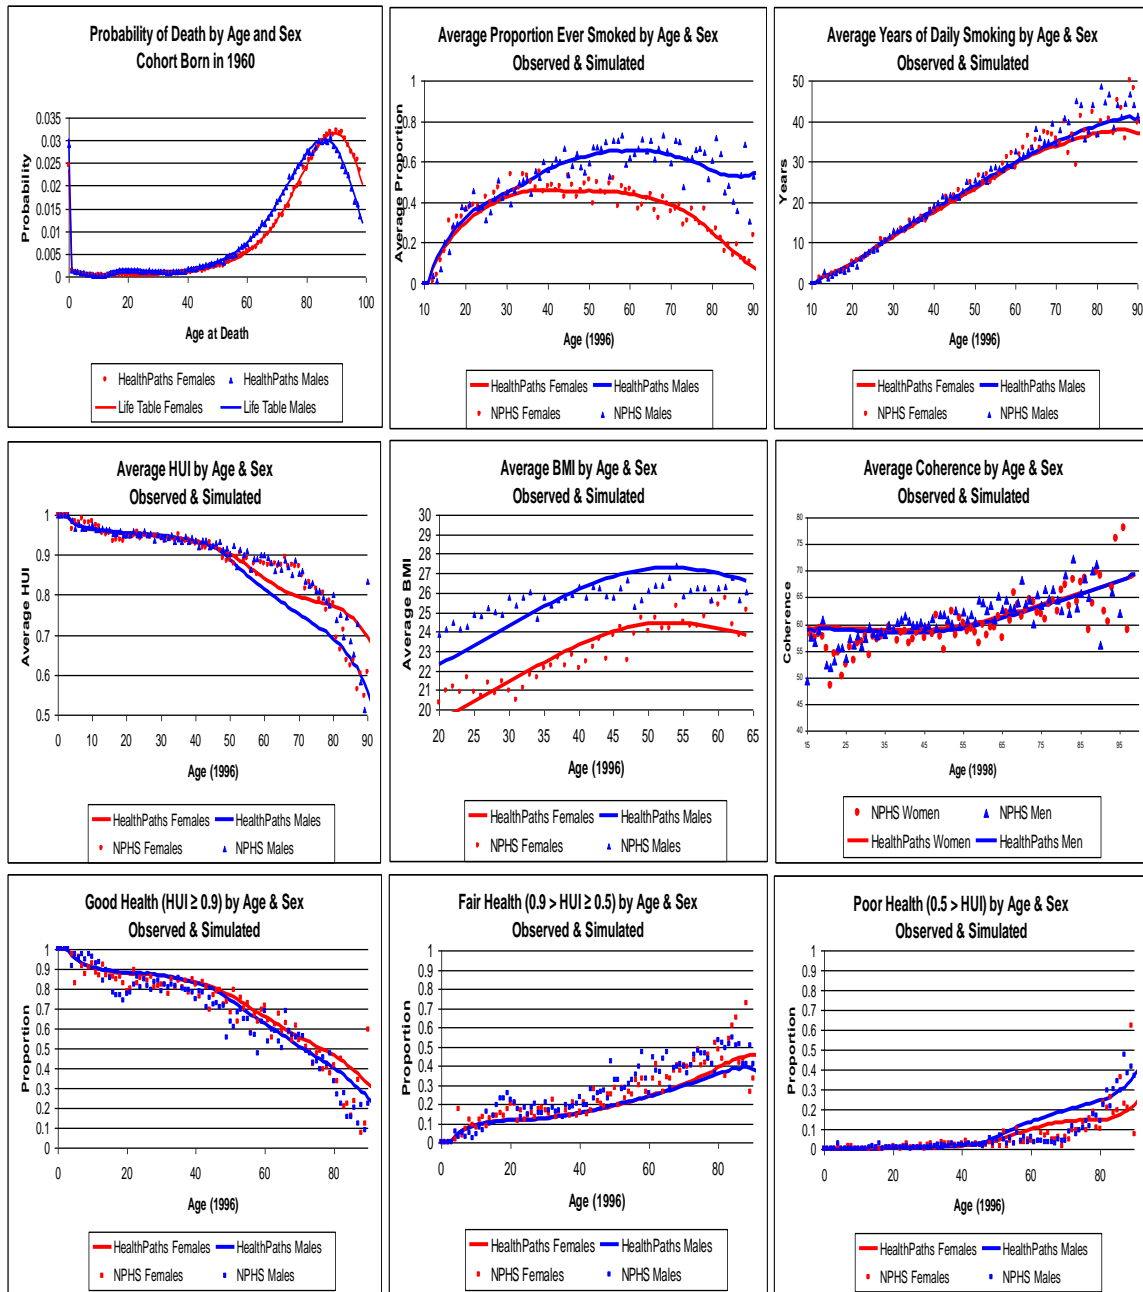 Probability of Death by Age and Sex
Cohort Born in 1960
0.035
0.03
0.025
0.02
0.015
0.01
0.005
0
Probability
0 20 40 60 80 100
Age at Death
HealthPaths Females HealthPaths Males
Life Table Females Life Table Males
Average Proportion Ever Smoked by Age & Sex
Observed & Simulated
1
0.8
0.6
0.4
0.2
0
Average Proportion
10 20 30 40 50 60 70 80 90
Age (1996)
HealthPaths Females HealthPaths Males
NPHS Females NPHS Males
Average Years of Daily Smoking by Age & Sex
Observed & Simulated
50
40
30
20
10
0
Years
10 20 30 40 50 60 70 80 90
Age (1996)
HealthPaths Females HealthPaths Males
NPHS Females NPHS Males
Average HUI by Age & Sex
Observed & Simulated
1
0.9
0.8
0.7
0.6
0.5
Average HUI
0 10 20 30 40 50 60 70 80 90
Age (1996)
HealthPaths Females HealthPaths Males
NPHS Females NPHS Males
Average BMI by Age & Sex
Observed & Simulated
30
29
28
27
26
25
24
23
22
21
20
Average BMI
20 25 30 35 40 45 50 55 60 65
Age (1996)
HealthPaths Females HealthPaths Males
NPHS Females NPHS Males
Average Coherence by Age & Sex
Observed & Simulated
80
75
70
65
60
55
50
45
40
Coherence
15 25 35 45 55 65 75 85 95
Age (1998)
NPHS Women NPHS Men
HealthPaths Women HealthPaths Men
Good Health (HUI ≥ 0.9) by Age & Sex
Observed & Simulated
1
0.9
0.8
0.7
0.6
0.5
0.4
0.3
0.2
0.1
0
Proportion
0 20 40 60 80
Age (1996)
HealthPaths Females HealthPaths Males
NPHS Females NPHS Males
Fair Health (0.9 > HUI ≥ 0.5) by Age & Sex
Observed & Simulated
1
0.9
0.8
0.7
0.6
0.5
0.4
0.3
0.2
0.1
0
Proportion
0 20 40 60 80
Age (1996)
HealthPaths Females HealthPaths Males
NPHS Females NPHS Males
Poor Health (0.5 > HUI) by Age & Sex
Observed & Simulated
1
0.9
0.8
0.7
0.6
0.5
0.4
0.3
0.2
0.1
0
Proportion
0 20 40 60 80
Age (1996)
HealthPaths Females HealthPaths Males
NPHS Females NPHS Males